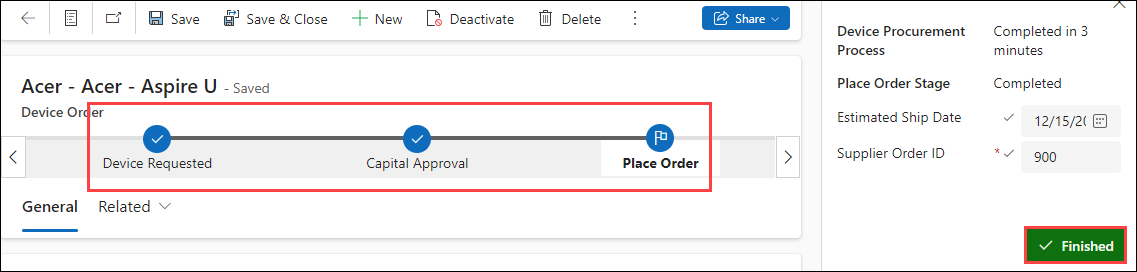 Save
Save & Close
New
Deactivate
Delete
Share
Acer - Acer - Aspire U - Saved
Device Order
Device Requested
Capital Approval
Place Order
General
Related
Device Procurement
Process
Completed in 3
minutes
Place Order Stage
Completed
Estimated Ship Date
12/15/20
Supplier Order ID
*
900
Finished